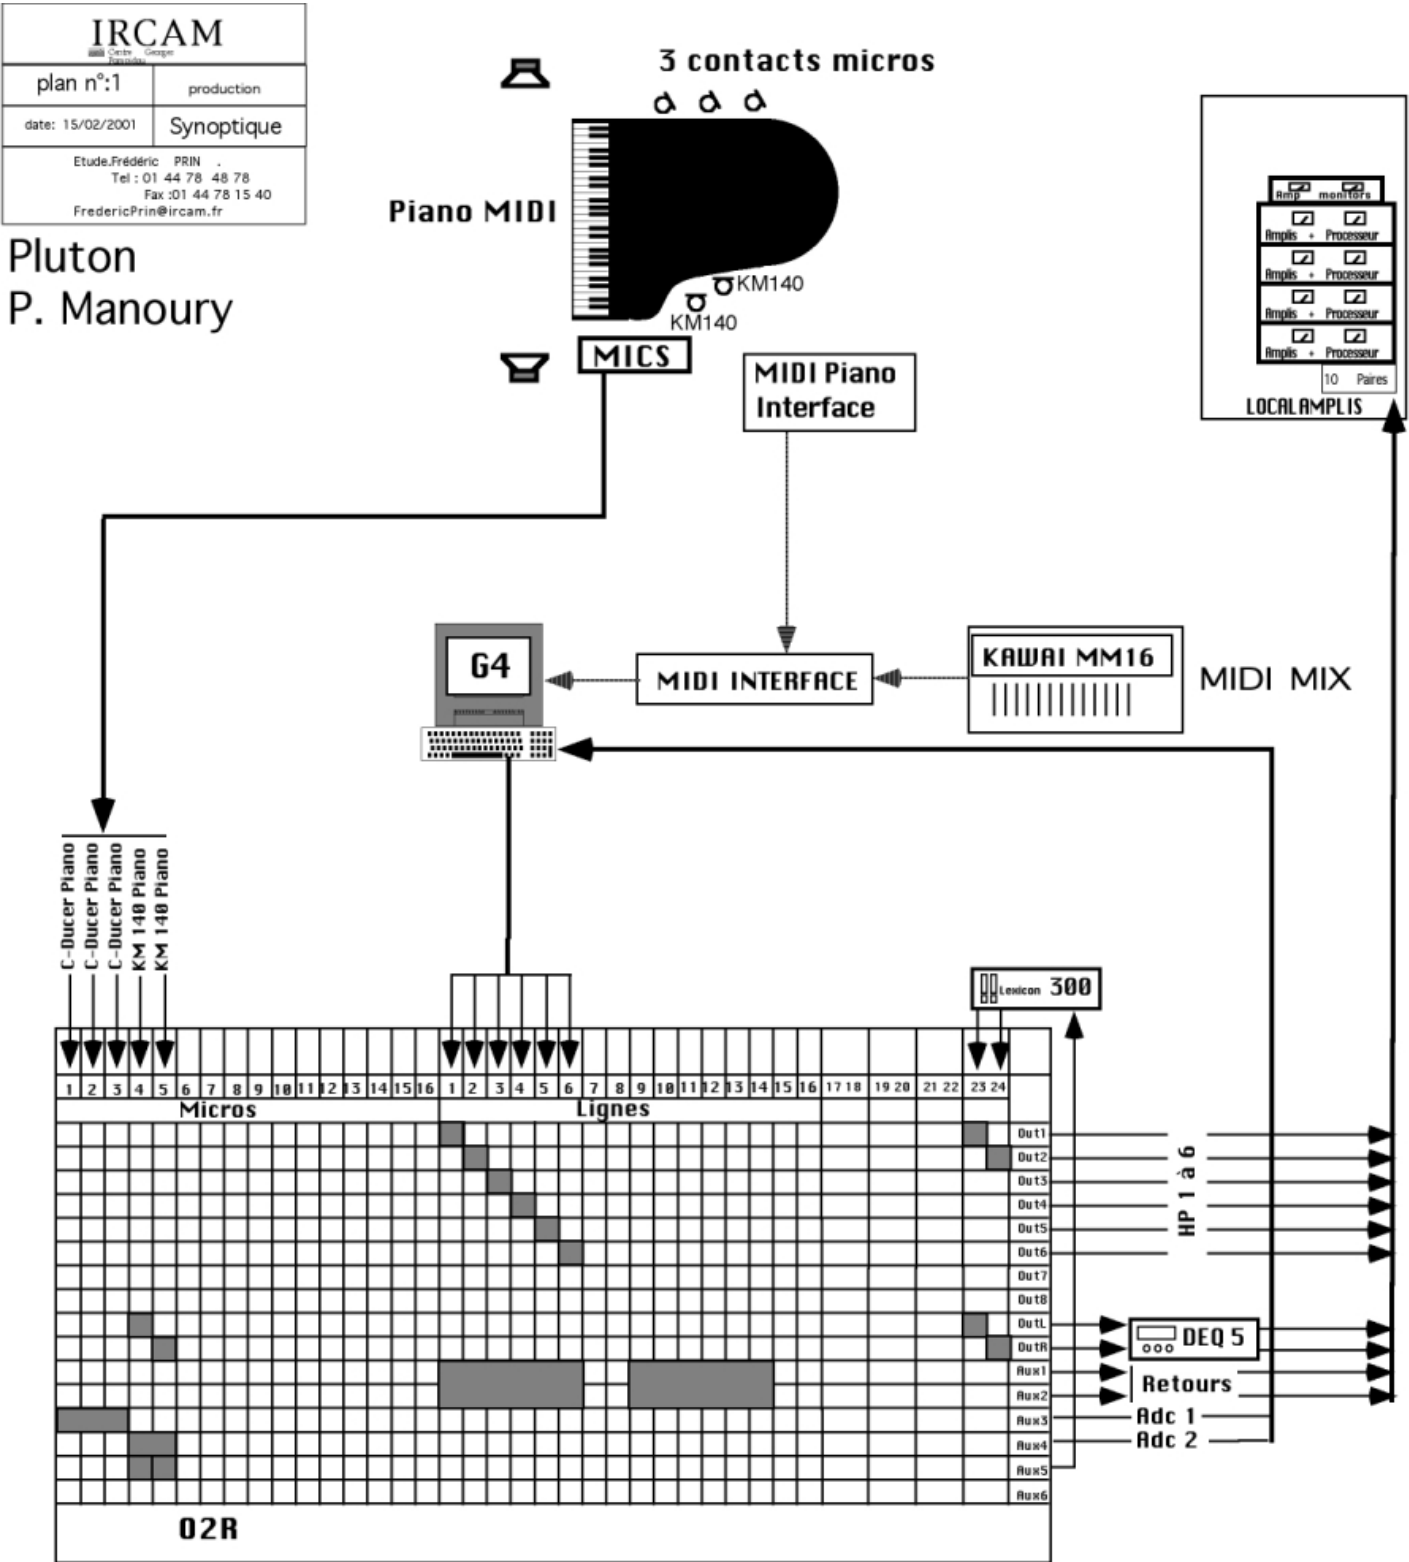 IRCAM
Centre Georges
Pompidou
plan n°:1
production
date: 15/02/2001
Synoptique
Etude.Frédéric PRIN .
Tel : 01 44 78 48 78
Fax :01 44 78 15 40
FredericPrin@ircam.fr
Pluton
P. Manoury
3 contacts micros
Piano MIDI
KM140
KM140
MICS
MIDI Piano
Interface
Amp monitors
Amplis + Processeur
Amplis + Processeur
Amplis + Processeur
Amplis + Processeur
10 Paires
LOCAL AMPLIS
G4
MIDI INTERFACE
KAWAI MM16
MIDI MIX
C-Ducer Piano
C-Ducer Piano
C-Ducer Piano
KM 140 Piano
KM 140 Piano
Lexicon 300
1 2 3 4 5 6 7 8 9 10 11 12 13 14 15 16 1 2 3 4 5 6 7 8 9 10 11 12 13 14 15 16 17 18 19 20 21 22 23 24
Micros Lignes
Out1
Out2
Out3
Out4
Out5
Out6
Out7
Out8
OutL
OutR
Aux1
Aux2
Aux3
Aux4
Aux5
Aux6
HP 1 à 6
DEQ 5
Retours
Adc 1
Adc 2
02R